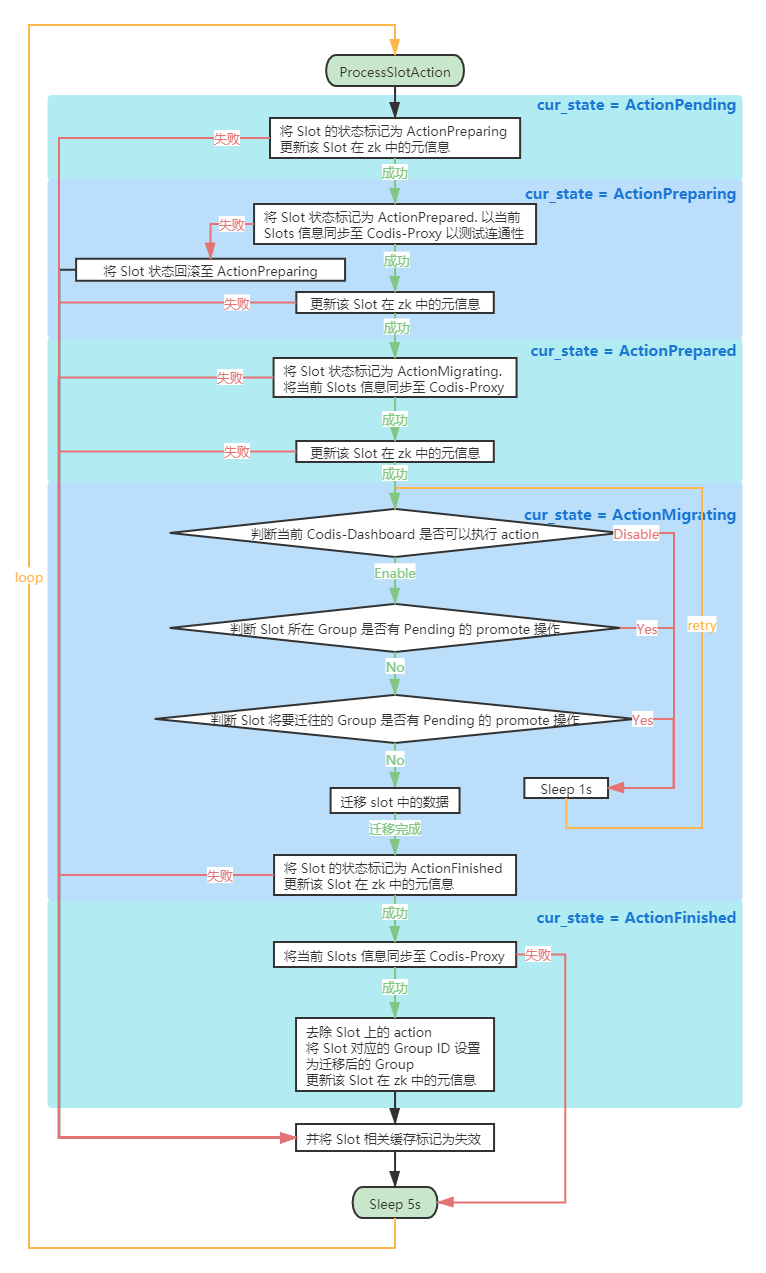 ProcessSlotAction
cur_state = ActionPending
将 Slot 的状态标记为 ActionPreparing
更新该 Slot 在 zk 中的元信息
失败
成功
cur_state = ActionPreparing
将 Slot 状态标记为 ActionPrepared. 以当前
Slots 信息同步至 Codis-Proxy 以测试连通性
失败
成功
将 Slot 状态回滚至 ActionPreparing
更新该 Slot 在 zk 中的元信息
失败
成功
cur_state = ActionPrepared
将 Slot 状态标记为 ActionMigrating.
将当前 Slots 信息同步至 Codis-Proxy
失败
成功
更新该 Slot 在 zk 中的元信息
失败
成功
cur_state = ActionMigrating
判断当前 Codis-Dashboard 是否可以执行 action
Disable
Enable
loop
判断 Slot 所在 Group 是否有 Pending 的 promote 操作
Yes
retry
No
判断 Slot 将要迁往的 Group 是否有 Pending 的 promote 操作
Yes
No
Sleep 1s
迁移 slot 中的数据
迁移完成
将 Slot 的状态标记为 ActionFinished
更新该 Slot 在 zk 中的元信息
失败
成功
cur_state = ActionFinished
将当前 Slots 信息同步至 Codis-Proxy
失败
成功
去除 Slot 上的 action
将 Slot 对应的 Group ID 设置
为迁移后的 Group
更新该 Slot 在 zk 中的元信息
并将 Slot 相关缓存标记为失效
Sleep 5s